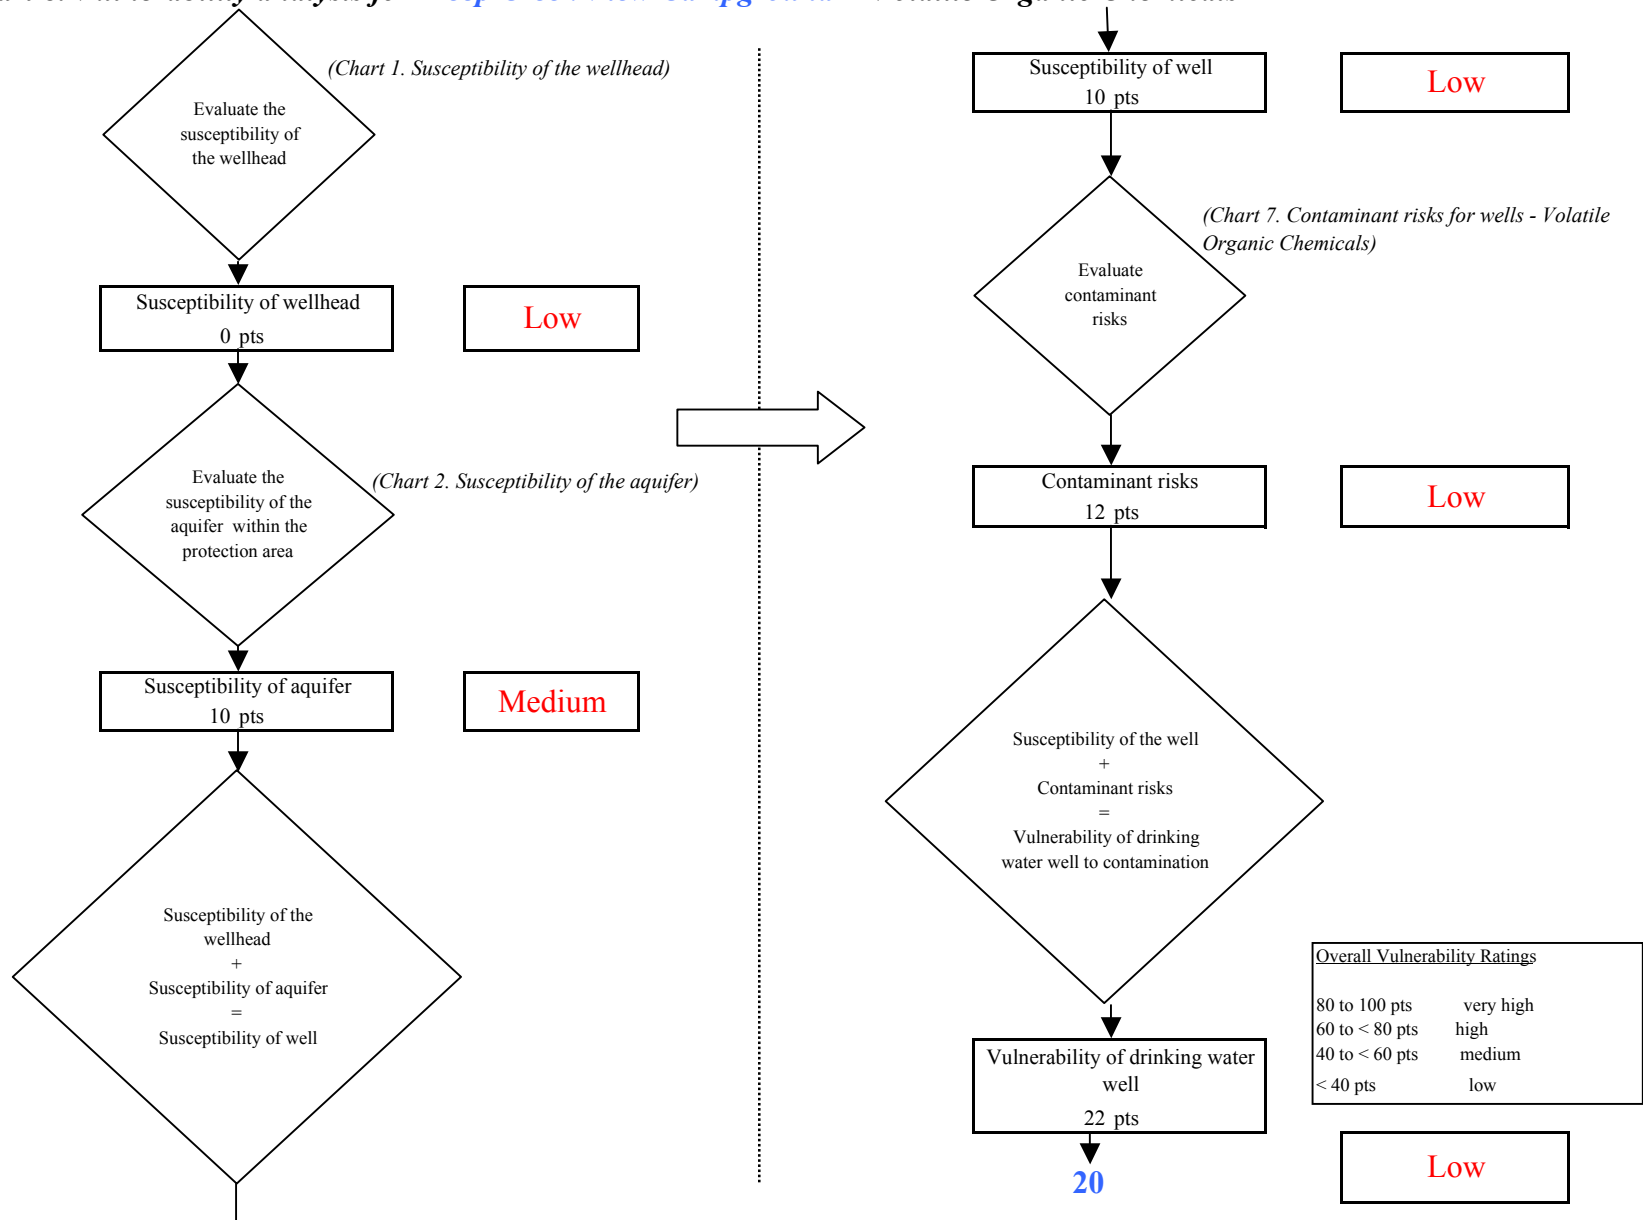 (Chart 1. Susceptibility of the wellhead)
Evaluate the
susceptibility of
the wellhead
Susceptibility of wellhead
0 pts
Low
Evaluate the
susceptibility of the
aquifer within the
protection area
(Chart 2. Susceptibility of the aquifer)
Susceptibility of aquifer
10 pts
Medium
Susceptibility of the
wellhead
+
Susceptibility of aquifer
=
Susceptibility of well
Susceptibility of well
10 pts
Low
(Chart 7. Contaminant risks for wells - Volatile
Organic Chemicals)
Evaluate
contaminant
risks
Contaminant risks
12 pts
Low
Susceptibility of the well
+
Contaminant risks
=
Vulnerability of drinking
water well to contamination
Overall Vulnerability Ratings
80 to 100 pts very high
60 to < 80 pts high
40 to < 60 pts medium
< 40 pts low
Vulnerability of drinking water
well
22 pts
20
Low